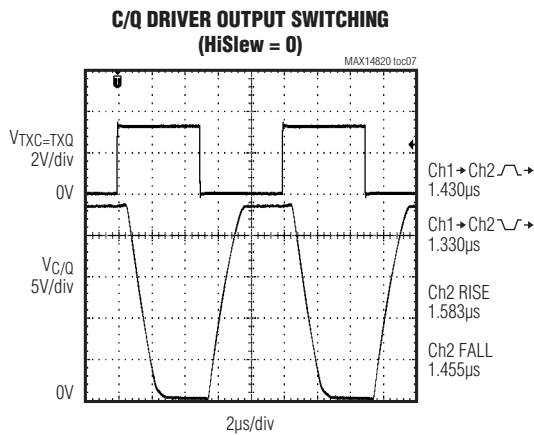 C/Q DRIVER OUTPUT SWITCHING
(HiSlew = 0)
MAX14820 toc07
T
VTXC=TXQ
2V/div
0V
VC/Q
5V/div
0V
2µs/div
Ch1→Ch2 →
1.430µs
Ch1→Ch2 →
1.330µs
Ch2 RISE
1.583µs
Ch2 FALL
1.455µs